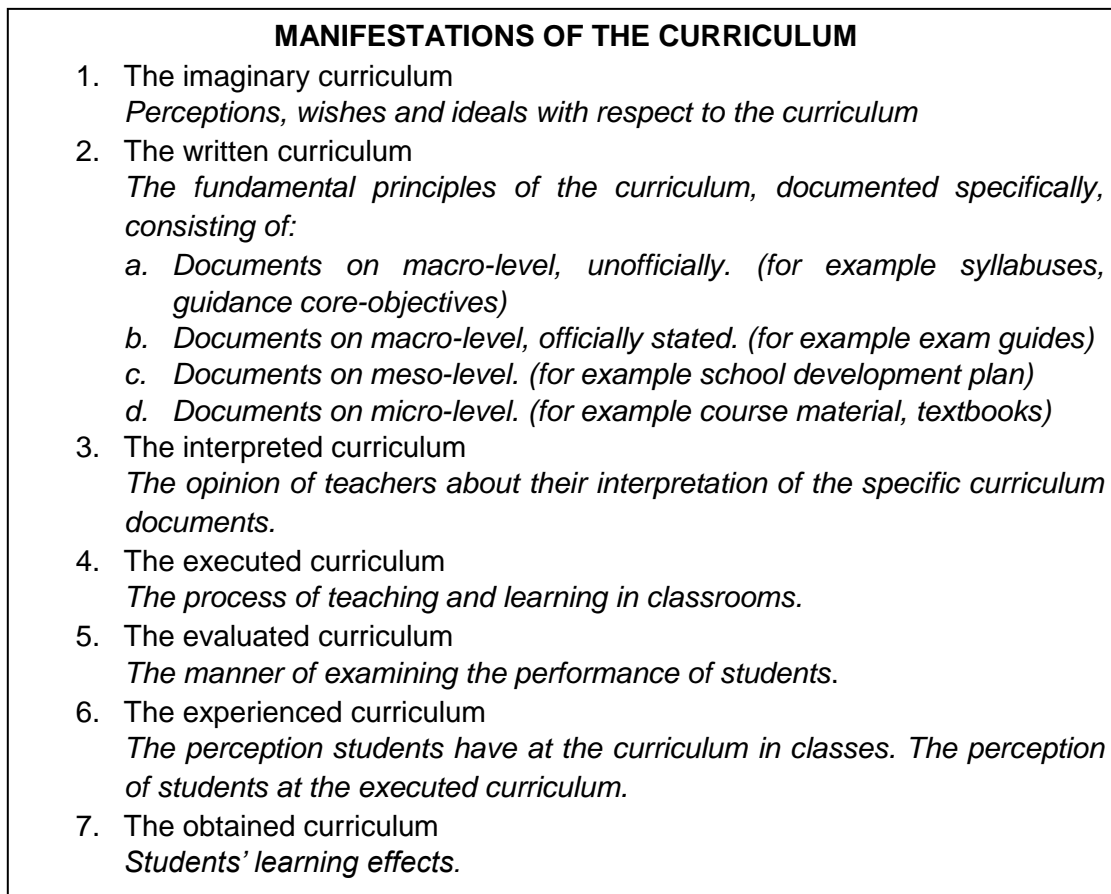 MANIFESTATIONS OF THE CURRICULUM
1. The imaginary curriculum
Perceptions, wishes and ideals with respect to the curriculum
2. The written curriculum
The fundamental principles of the curriculum, documented specifically,
consisting of:
a. Documents on macro-level, unofficially. (for example syllabuses,
guidance core-objectives)
b. Documents on macro-level, officially stated. (for example exam guides)
c. Documents on meso-level. (for example school development plan)
d. Documents on micro-level. (for example course material, textbooks)
3. The interpreted curriculum
The opinion of teachers about their interpretation of the specific curriculum
documents.
4. The executed curriculum
The process of teaching and learning in classrooms.
5. The evaluated curriculum
The manner of examining the performance of students.
6. The experienced curriculum
The perception students have at the curriculum in classes. The perception
of students at the executed curriculum.
7. The obtained curriculum
Students’ learning effects.